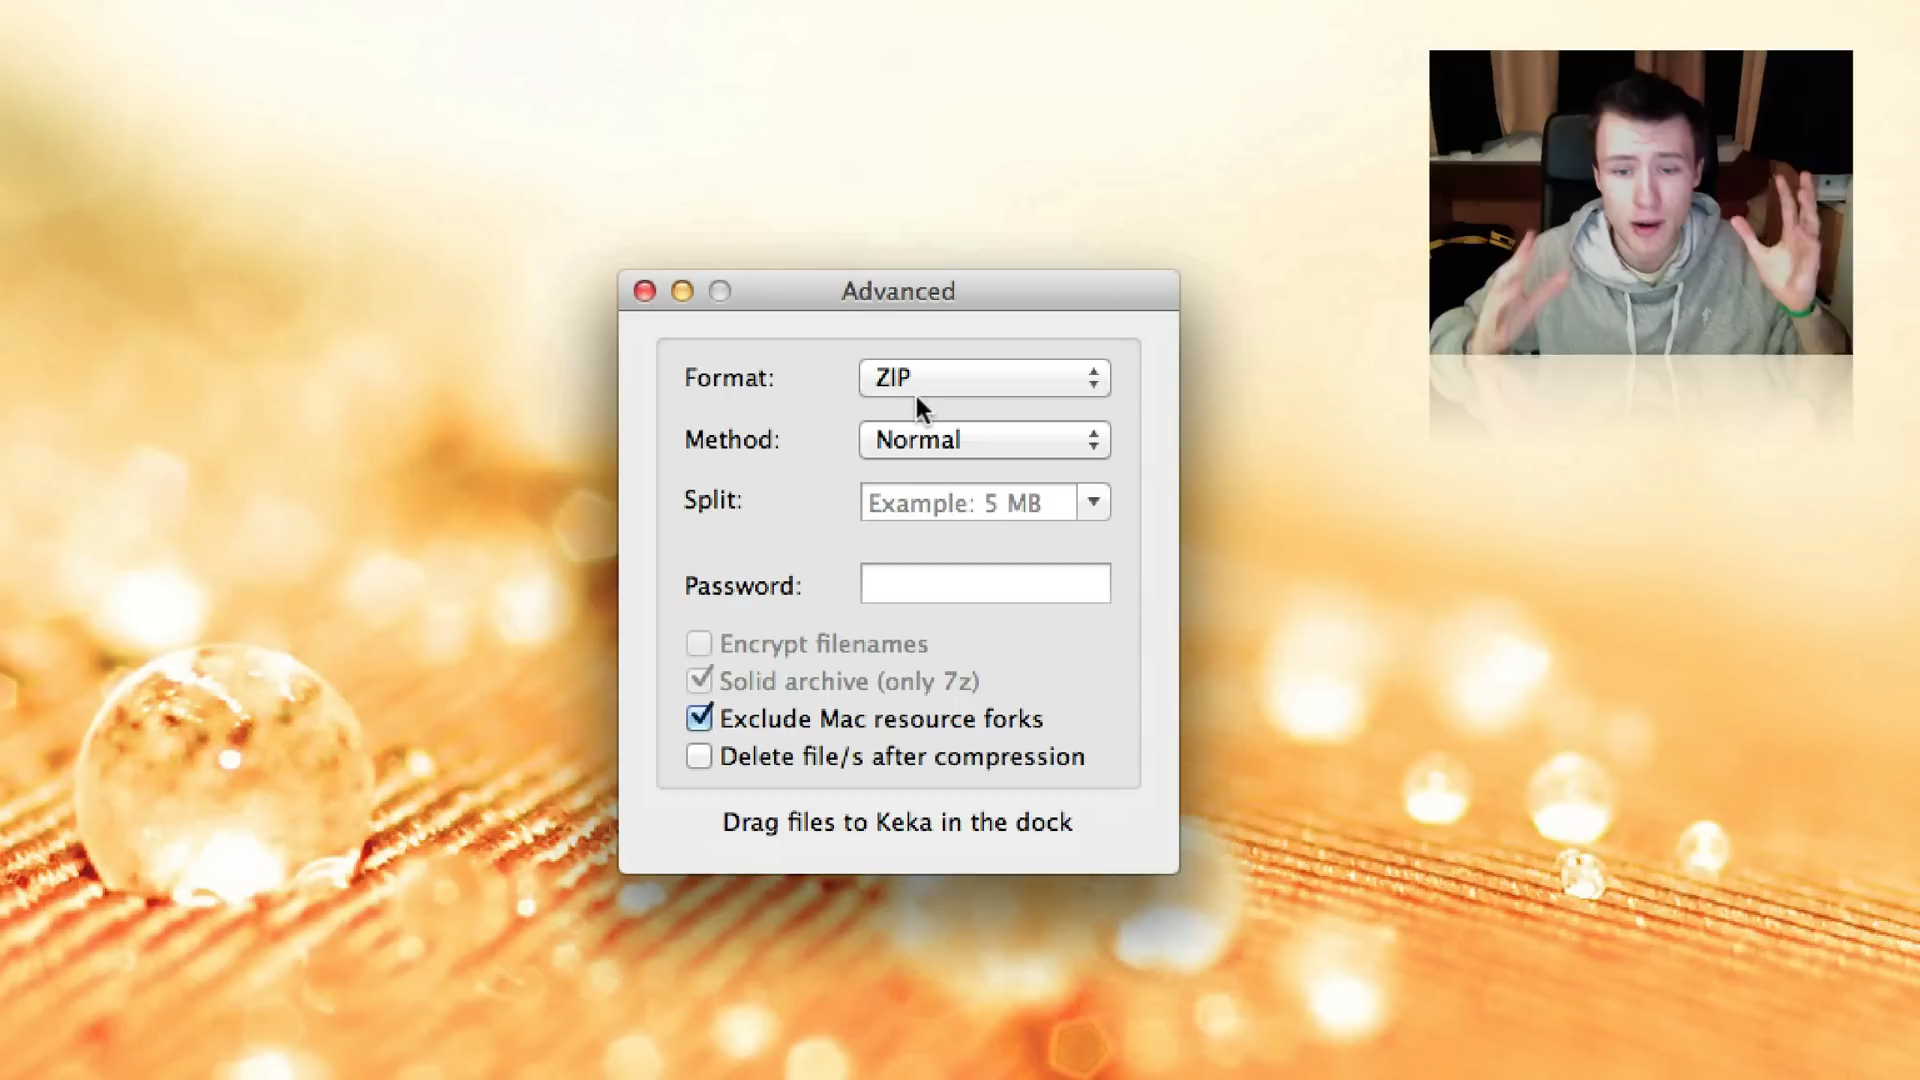 Advanced
Format: ZIP
Method: Normal
Split: Example: 5 MB
Password:
Encrypt filenames
Solid archive (only 7z)
Exclude Mac resource forks
Delete file/s after compression
Drag files to Keka in the dock